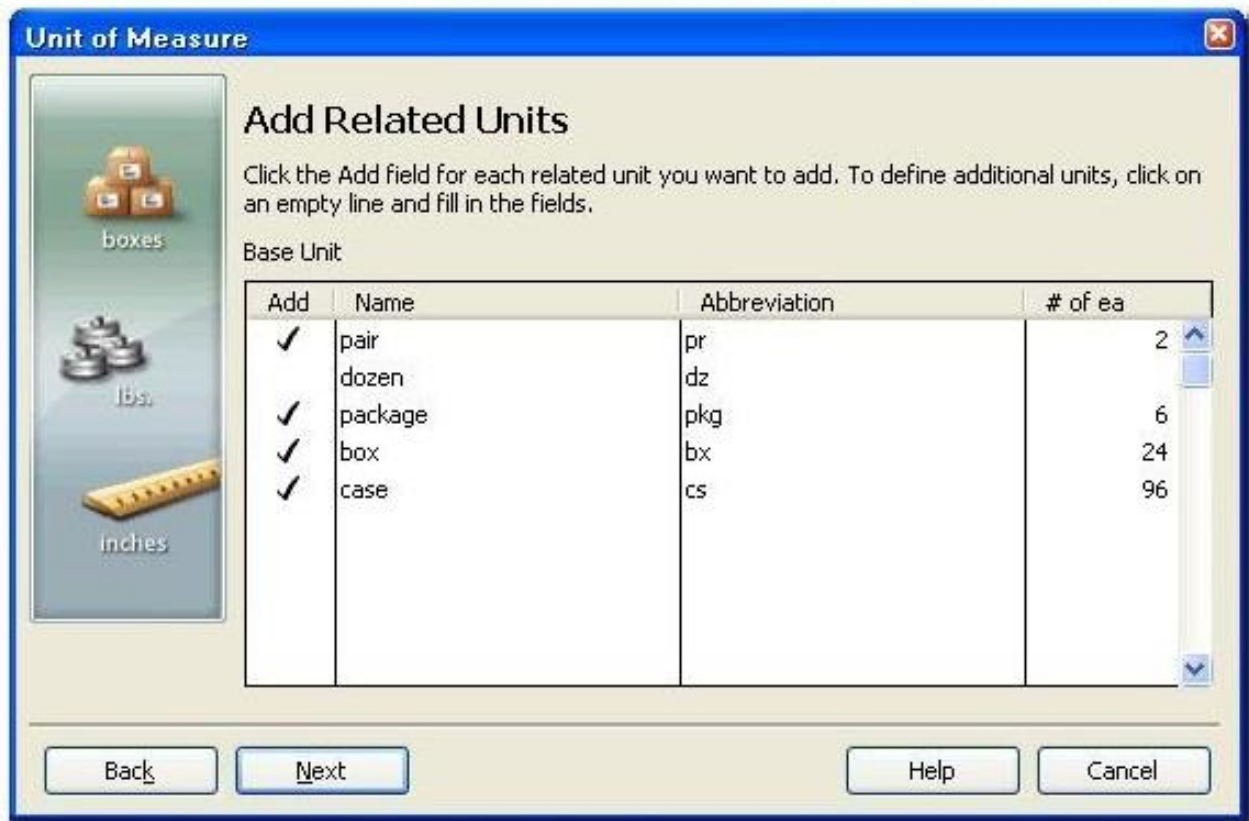 Unit of Measure
boxes
lbs.
inches
Add Related Units
Click the Add field for each related unit you want to add. To define additional units, click on
an empty line and fill in the fields.
Base Unit
Add Name Abbreviation # of ea
pair pr 2
dozen dz
package pkg 6
box bx 24
case cs 96
Back Next Help Cancel